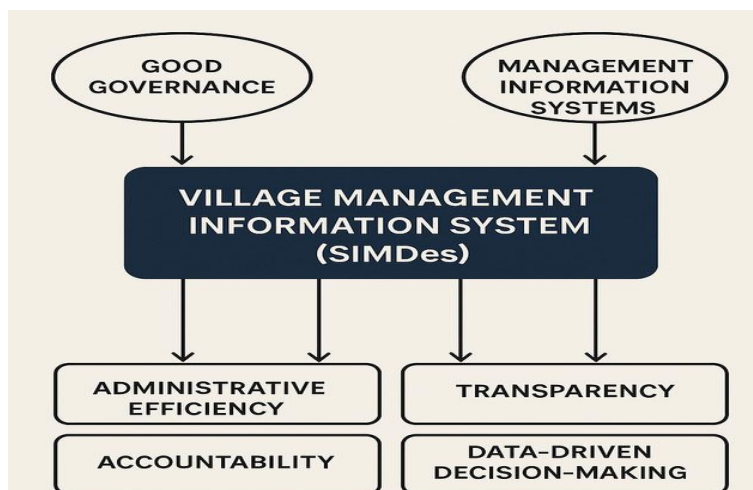 GOOD
GOVERNANCE
MANAGEMENT
INFORMATION
SYSTEMS
VILLAGE MANAGEMENT
INFORMATION SYSTEM
(SIMDes)
ADMINISTRATIVE
EFFICIENCY
TRANSPARENCY
ACCOUNTABILITY
DATA-DRIVEN
DECISION-MAKING